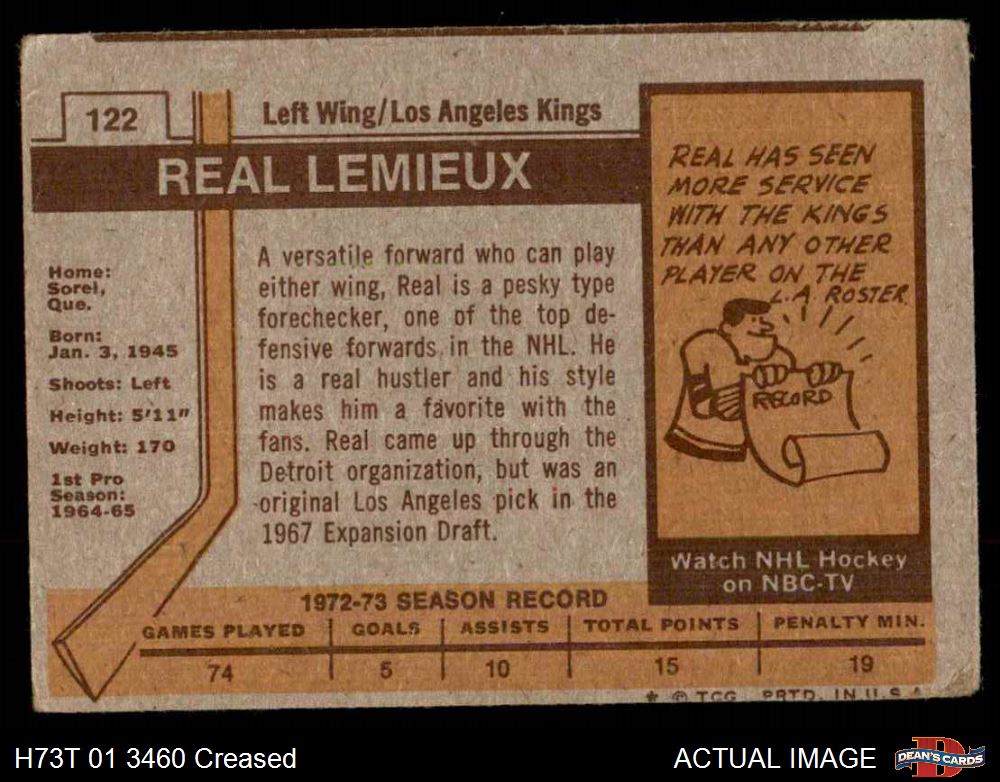 122
Left Wing/Los Angeles Kings
REAL LEMIEUX
Home:
Sorel,
Que.
Born:
Jan. 3, 1945
Shoots: Left
Height: 5'11"
Weight: 170
1st Pro
Season:
1964-65
A versatile forward who can play
either wing, Real is a pesky type
forechecker, one of the top de-
fensive forwards in the NHL. He
is a real hustler and his style
makes him a favorite with the
fans. Real came up through the
Detroit organization, but was an
original Los Angeles pick in the
1967 Expansion Draft.
REAL HAS SEEN
MORE SERVICE
WITH THE KINGS
THAN ANY OTHER
PLAYER ON THE
L.A. ROSTER
RECORD
Watch NHL Hockey
on NBC-TV
1972-73 SEASON RECORD
GAMES PLAYED GOALS ASSISTS TOTAL POINTS PENALTY MIN.
74 5 10 15 19
* © TCG PRTD. IN U.S.A.
H73T 01 3460 Creased
ACTUAL IMAGE
D
DEAN'S CARDS